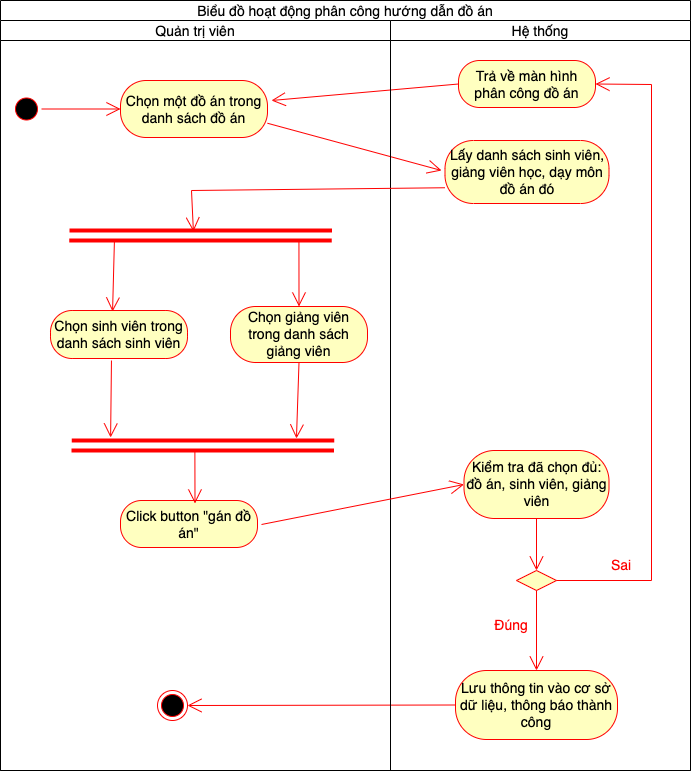 Biểu đồ hoạt động phân công hướng dẫn đồ án
Quản trị viên
Hệ thống
Trả về màn hình
phân công đồ án
Chọn một đồ án trong
danh sách đồ án
Lấy danh sách sinh viên,
giảng viên học, dạy môn
đồ án đó
Chọn sinh viên trong
danh sách sinh viên
Chọn giảng viên
trong danh sách
giảng viên
Kiểm tra đã chọn đủ:
đồ án, sinh viên, giảng
viên
Click button "gán đồ
án"
Sai
Đúng
Lưu thông tin vào cơ sở
dữ liệu, thông báo thành
công